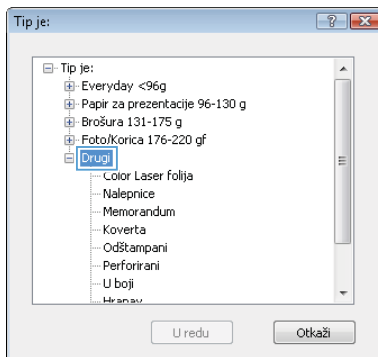 Tip je:
Tip je:
Everyday <96g
Papir za prezentacije 96-130 g
Brošura 131-175 g
Foto/Korica 176-220 gf
Drugi
Color Laser folija
Nalepnice
Memorandum
Koverta
Odštampani
Perforirani
U boji
Hrapav
U redu
Otkaži